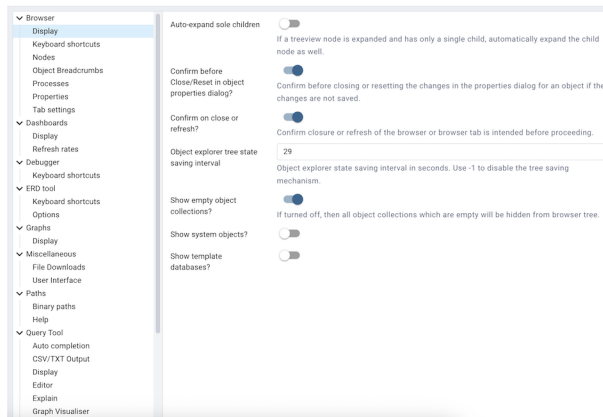 Browser
Display
Keyboard shortcuts
Nodes
Object Breadcrumbs
Processes
Properties
Tab settings
Dashboards
Display
Refresh rates
Debugger
Keyboard shortcuts
ERD tool
Keyboard shortcuts
Options
Graphs
Display
Miscellaneous
File Downloads
User Interface
Paths
Binary paths
Help
Query Tool
Auto completion
CSV/TXT Output
Display
Editor
Explain
Graph Visualiser
Auto-expand sole children
If a treeview node is expanded and has only a single child, automatically expand the child
node as well.
Confirm before
Close/Reset in object
properties dialog?
Confirm before closing or resetting the changes in the properties dialog for an object if the
changes are not saved.
Confirm on close or
refresh?
Confirm closure or refresh of the browser or browser tab is intended before proceeding.
Object explorer tree state
saving interval
29
Object explorer state saving interval in seconds. Use -1 to disable the tree saving
mechanism.
Show empty object
collections?
If turned off, then all object collections which are empty will be hidden from browser tree.
Show system objects?
Show template
databases?